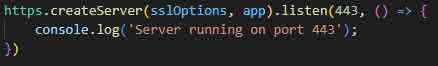 https.createServer(sslOptions, app).listen(443, () => {
    console.log('Server running on port 443');
})